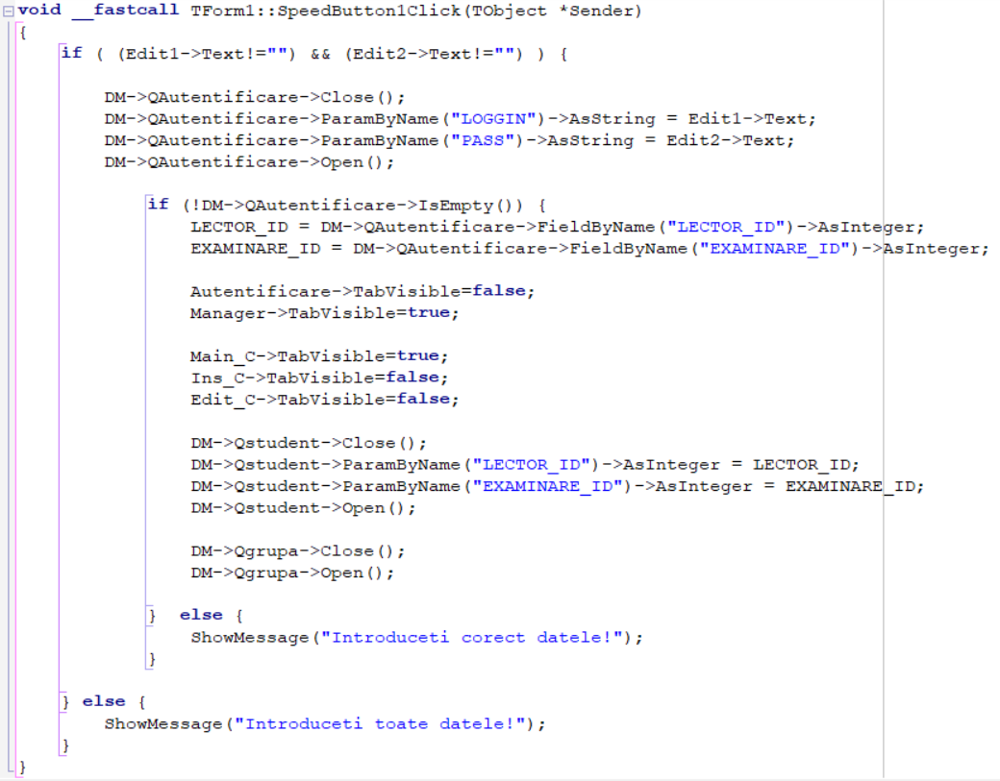 void __fastcall TForm1::SpeedButton1Click(TObject *Sender)
{
if ( (Edit1->Text!="") && (Edit2->Text!="") ) {
DM->QAutentificare->Close();
DM->QAutentificare->ParamByName("LOGGIN")->AsString = Edit1->Text;
DM->QAutentificare->ParamByName("PASS")->AsString = Edit2->Text;
DM->QAutentificare->Open();
if (!DM->QAutentificare->IsEmpty()) {
LECTOR_ID = DM->QAutentificare->FieldByName("LECTOR_ID")->AsInteger;
EXAMINARE_ID = DM->QAutentificare->FieldByName("EXAMINARE_ID")->AsInteger;
Autentificare->TabVisible=false;
Manager->TabVisible=true;
Main_C->TabVisible=true;
Ins_C->TabVisible=false;
Edit_C->TabVisible=false;
DM->Qstudent->Close();
DM->Qstudent->ParamByName("LECTOR_ID")->AsInteger = LECTOR_ID;
DM->Qstudent->ParamByName("EXAMINARE_ID")->AsInteger = EXAMINARE_ID;
DM->Qstudent->Open();
DM->Qgrupa->Close();
DM->Qgrupa->Open();
} else {
ShowMessage("Introduceti corect datele!");
}
} else {
ShowMessage("Introduceti toate datele!");
}
}